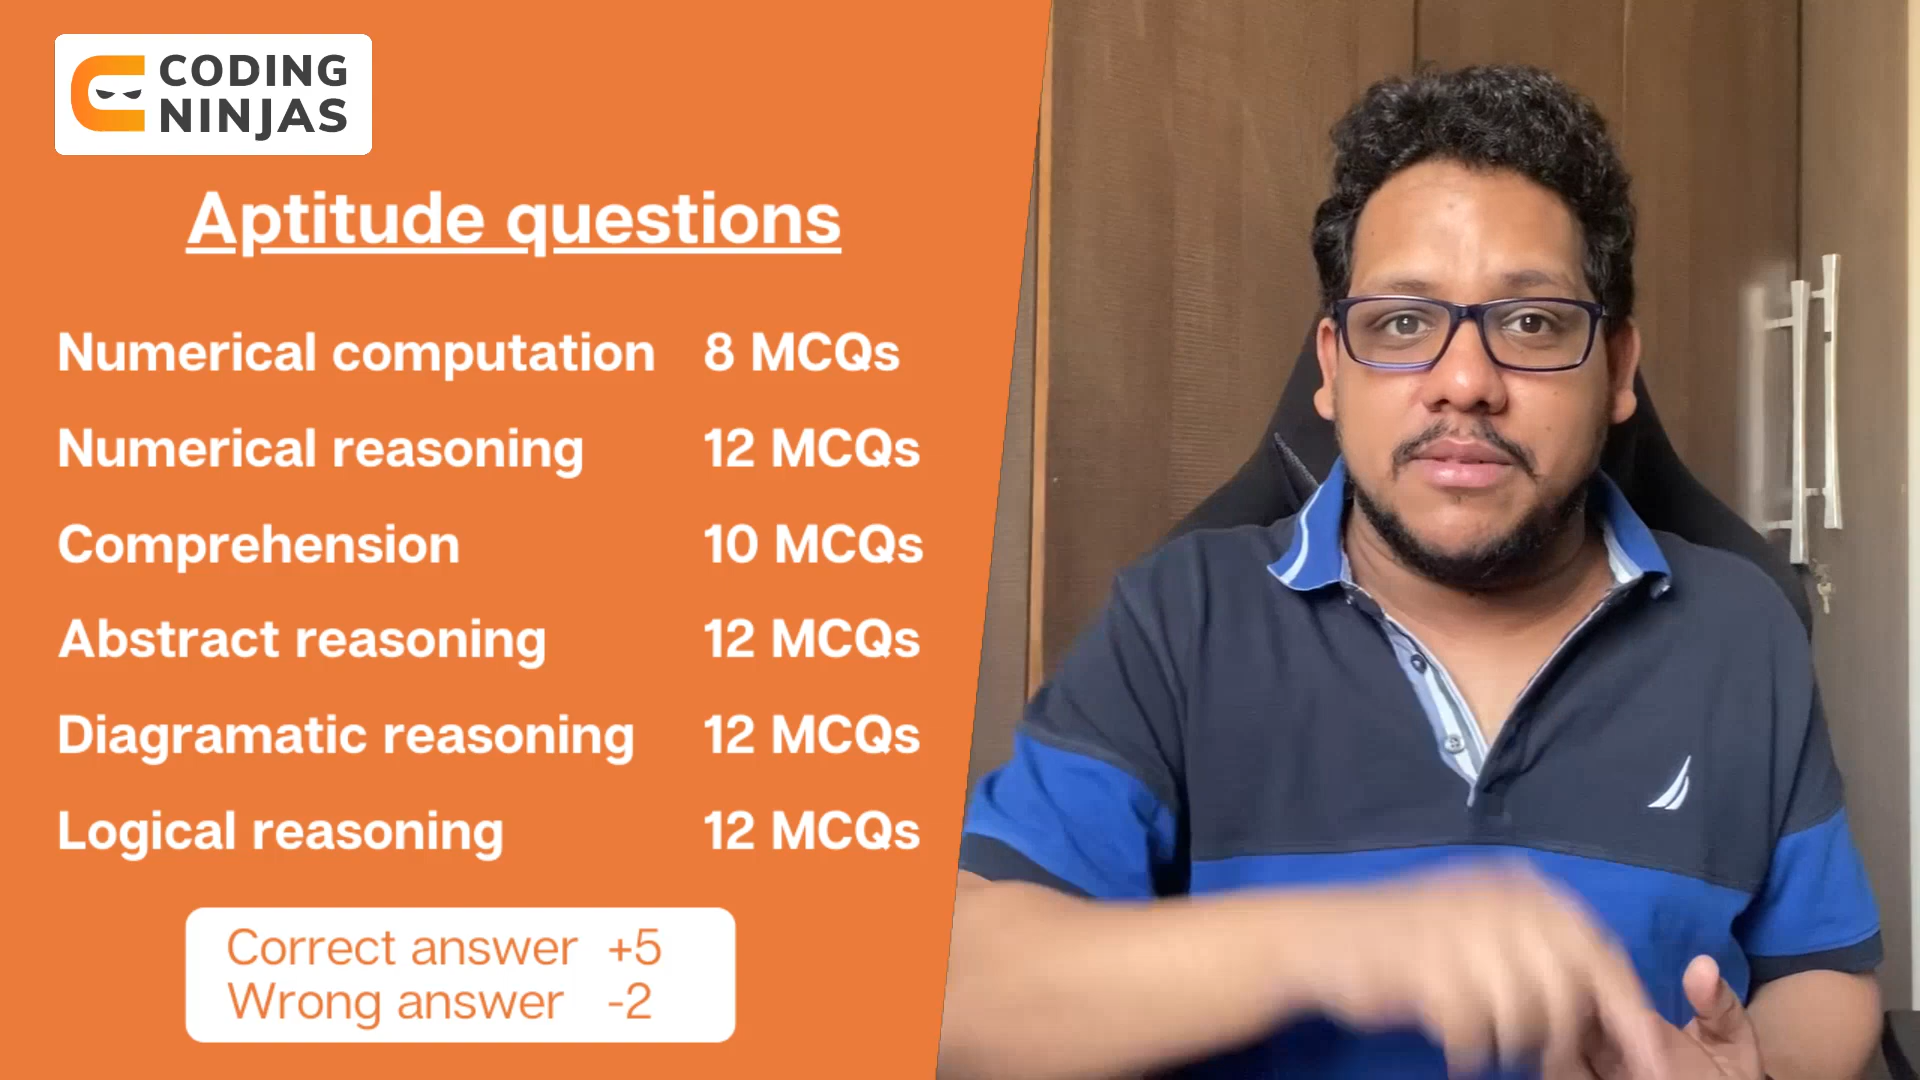 CODING
NINJAS
Aptitude questions
Numerical computation 8 MCQs
Numerical reasoning 12 MCQs
Comprehension 10 MCQs
Abstract reasoning 12 MCQs
Diagramatic reasoning 12 MCQs
Logical reasoning 12 MCQs
Correct answer +5
Wrong answer -2